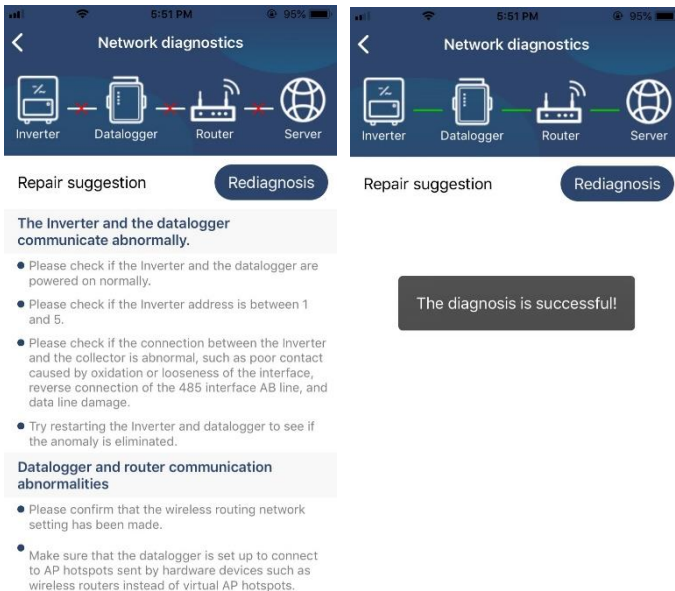 5:51 PM
95%
Network diagnostics
Inverter
Datalogger
Router
Server
Repair suggestion
Rediagnosis
The Inverter and the datalogger
communicate abnormally.
Please check if the Inverter and the datalogger are
powered on normally.
Please check if the Inverter address is between 1
and 5.
Please check if the connection between the Inverter
and the collector is abnormal, such as poor contact
caused by oxidation or looseness of the interface,
reverse connection of the 485 interface AB line, and
data line damage.
Try restarting the Inverter and datalogger to see if
the anomaly is eliminated.
Datalogger and router communication
abnormalities
Please confirm that the wireless routing network
setting has been made.
Make sure that the datalogger is set up to connect
to AP hotspots sent by hardware devices such as
wireless routers instead of virtual AP hotspots.
5:51 PM
95%
Network diagnostics
Inverter
Datalogger
Router
Server
Repair suggestion
Rediagnosis
The diagnosis is successful!